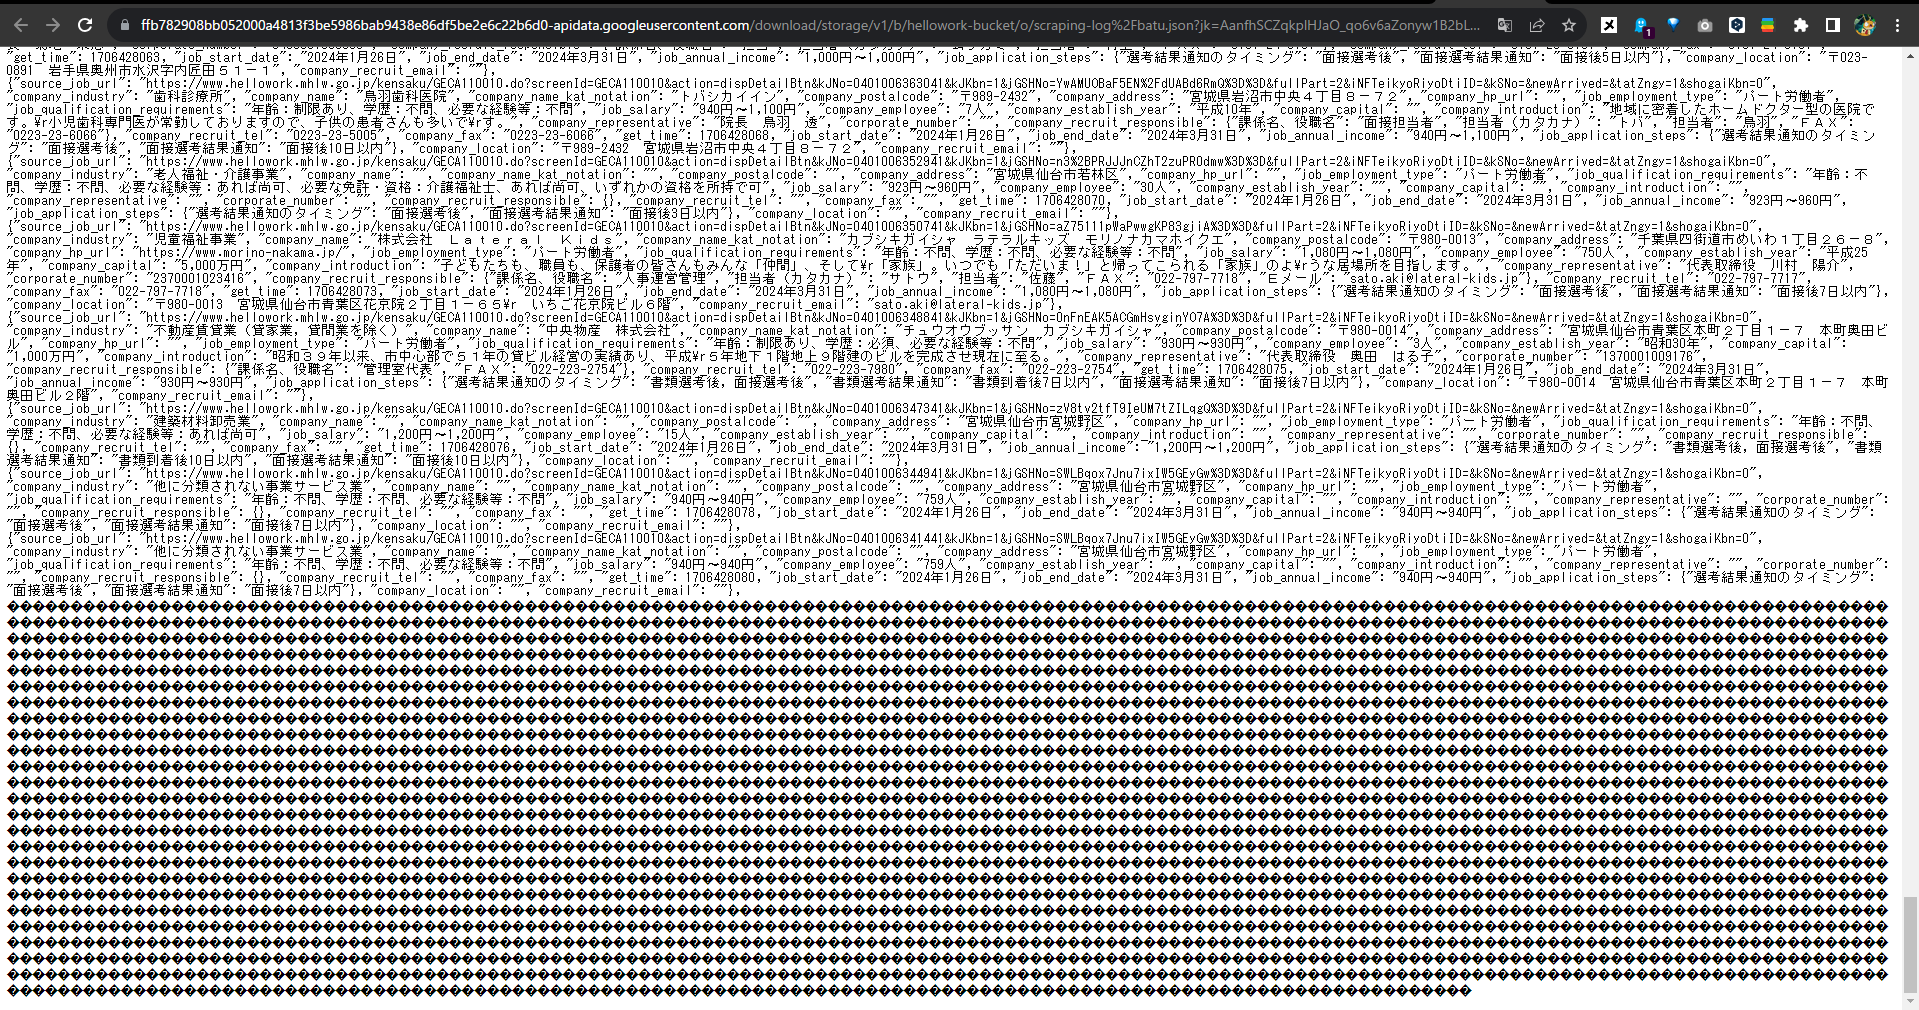 ffb782908bb052000a4813f3be5986bab9438e86df5be2e6c22b6d0-apidata.googleusercontent.com/download/storage/v1/b/hellowork-bucket/o/scraping-log%2Fbatu.json?jk=AanfhSCZqkpIHJaO_qo6v6aZonyw1B2bL...
"get_time": 1706428063, "job_start_date": "2024年1月26日", "job_end_date": "2024年3月31日", "job_annual_income": "1,000円～1,000円", "job_application_steps": {"選考結果通知のタイミング": "面接選考後", "面接選考結果通知": "面接後5日以内"}, "company_location": "〒023-
0891　岩手県奥州市水沢字内匠田５１－１", "company_recruit_email": ""},
{"source_job_url": "https://www.hellowork.mhlw.go.jp/kensaku/GECA110010.do?screenId=GECA110010&action=dispDetailBtn&kJNo=0401006363041&kJKbn=1&jGSHNo=YwAMUOBaF5EN%2FdUABd8RmQ%3D%3D&fullPart=2&iNFTeikyoRiyoDtiID=&kSNo=&newArrived=&tatZngy=1&shogaiKbn=0",
"company_industry": "歯科診療所", "company_name": "　鳥羽歯科医院", "company_name_kat_notation": "トバシカイイン", "company_postalcode": "〒989-2432", "company_address": "宮城県岩沼市中央４丁目８－７２", "company_hp_url": "", "job_employment_type": "パート労働者",
"job_qualification_requirements": "年齢：制限あり、学歴：不問、必要な経験等：不問", "job_salary": "940円～1,100円", "company_employee": "7人", "company_establish_year": "平成10年", "company_capital": "", "company_introduction": "地域に密着したホームドクター型の医院で
す。¥r小児歯科専門医が常勤しておりますので、子供の患者さんも多いで¥rす。", "company_representative": "院長　鳥羽　透", "corporate_number": "", "company_recruit_responsible": {"課係名、役職名": "面接担当者", "担当者（カタカナ）": "トバ", "担当者": "鳥羽", "ＦＡＸ":
"0223-23-6066"}, "company_recruit_tel": "0223-23-5005", "company_fax": "0223-23-6066", "get_time": 1706428068, "job_start_date": "2024年1月26日", "job_end_date": "2024年3月31日", "job_annual_income": "940円～1,100円", "job_application_steps": {"選考結果通知のタイミン
グ": "面接選考後", "面接選考結果通知": "面接後10日以内"}, "company_location": "〒989-2432　宮城県岩沼市中央４丁目８－７２", "company_recruit_email": ""},
{"source_job_url": "https://www.hellowork.mhlw.go.jp/kensaku/GECA110010.do?screenId=GECA110010&action=dispDetailBtn&kJNo=0401006352941&kJKbn=1&jGSHNo=n3%2BPRJJJnCZhT2zuPROdmw%3D%3D&fullPart=2&iNFTeikyoRiyoDtiID=&kSNo=&newArrived=&tatZngy=1&shogaiKbn=0",
"company_industry": "老人福祉・介護事業", "company_name": "", "company_name_kat_notation": "", "company_postalcode": "", "company_address": "宮城県仙台市若林区", "company_hp_url": "", "job_employment_type": "パート労働者", "job_qualification_requirements": "年齢：不
問、学歴：不問、必要な経験等：あれば尚可、必要な免許・資格：介護福祉士、あれば尚可、いずれかの資格を所持で可", "job_salary": "923円～960円", "company_employee": "30人", "company_establish_year": "", "company_capital": "", "company_introduction": "",
"company_representative": "", "corporate_number": "", "company_recruit_responsible": {}, "company_recruit_tel": "", "company_fax": "", "get_time": 1706428070, "job_start_date": "2024年1月26日", "job_end_date": "2024年3月31日", "job_annual_income": "923円～960円",
"job_application_steps": {"選考結果通知のタイミング": "面接選考後", "面接選考結果通知": "面接後3日以内"}, "company_location": "", "company_recruit_email": ""},
{"source_job_url": "https://www.hellowork.mhlw.go.jp/kensaku/GECA110010.do?screenId=GECA110010&action=dispDetailBtn&kJNo=0401006350741&kJKbn=1&jGSHNo=aZ75111pWaPwwgKP83gjiA%3D%3D&fullPart=2&iNFTeikyoRiyoDtiID=&kSNo=&newArrived=&tatZngy=1&shogaiKbn=0",
"company_industry": "児童福祉事業", "company_name": "株式会社　Ｌａｔｅｒａｌ　Ｋｉｄｓ", "company_name_kat_notation": "カブシキガイシャ　ラテラルキッズ　モリノナカマホイクエ", "company_postalcode": "〒980-0013", "company_address": "千葉県四街道市めいわ１丁目２６－８",
"company_hp_url": "https://www.morino-nakama.jp/", "job_employment_type": "パート労働者", "job_qualification_requirements": "年齢：不問、学歴：不問、必要な経験等：不問", "job_salary": "1,080円～1,080円", "company_employee": "750人", "company_establish_year": "平成25
年", "company_capital": "5,000万円", "company_introduction": "子どもたちも、職員も、保護者の皆さんもみんな「仲間」、そして¥r「家族」。いつでも、「ただいま！」と帰ってこられる「家族」のよ¥rうな居場所を目指します。", "company_representative": "代表取締役　川村　陽介",
"corporate_number": "2370001023416", "company_recruit_responsible": {"課係名、役職名": "人事運営管理", "担当者（カタカナ）": "サトウ", "担当者": "佐藤", "ＦＡＸ": "022-797-7718", "Ｅメール": "sato.aki@lateral-kids.jp"}, "company_recruit_tel": "022-797-7717",
"company_fax": "022-797-7718", "get_time": 1706428073, "job_start_date": "2024年1月26日", "job_end_date": "2024年3月31日", "job_annual_income": "1,080円～1,080円", "job_application_steps": {"選考結果通知のタイミング": "面接選考後", "面接選考結果通知": "面接後7日以内"},
"company_location": "〒980-0013　宮城県仙台市青葉区花京院２丁目１－６５¥r　いちご花京院ビル６階", "company_recruit_email": "sato.aki@lateral-kids.jp"},
{"source_job_url": "https://www.hellowork.mhlw.go.jp/kensaku/GECA110010.do?screenId=GECA110010&action=dispDetailBtn&kJNo=0401006348841&kJKbn=1&jGSHNo=OnFnEAK5ACGmHsvginYO7A%3D%3D&fullPart=2&iNFTeikyoRiyoDtiID=&kSNo=&newArrived=&tatZngy=1&shogaiKbn=0",
"company_industry": "不動産賃貸業（貸家業，貸間業を除く）", "company_name": "中央物産　株式会社", "company_name_kat_notation": "チュウオウブッサン　カブシキガイシャ", "company_postalcode": "〒980-0014", "company_address": "宮城県仙台市青葉区本町２丁目１－７　本町奥田ビ
ル", "company_hp_url": "", "job_employment_type": "パート労働者", "job_qualification_requirements": "年齢：制限あり、学歴：必須、必要な経験等：不問", "job_salary": "930円～930円", "company_employee": "3人", "company_establish_year": "昭和30年", "company_capital":
"1,000万円", "company_introduction": "昭和３９年以来、市中心部で５１年の貸ビル経営の実績あり、平成¥r５年地下１階地上９階建のビルを完成させ現在に至る。", "company_representative": "代表取締役　奥田　はる子", "corporate_number": "1370001009176",
"company_recruit_responsible": {"課係名、役職名": "管理室代表", "ＦＡＸ": "022-223-2754"}, "company_recruit_tel": "022-223-7980", "company_fax": "022-223-2754", "get_time": 1706428075, "job_start_date": "2024年1月26日", "job_end_date": "2024年3月31日",
"job_annual_income": "930円～930円", "job_application_steps": {"選考結果通知のタイミング": "書類選考後，面接選考後", "書類選考結果通知": "書類到着後7日以内", "面接選考結果通知": "面接後7日以内"}, "company_location": "〒980-0014　宮城県仙台市青葉区本町２丁目１－７　本町
奥田ビル２階", "company_recruit_email": ""},
{"source_job_url": "https://www.hellowork.mhlw.go.jp/kensaku/GECA110010.do?screenId=GECA110010&action=dispDetailBtn&kJNo=0401006347341&kJKbn=1&jGSHNo=zV8tv2tfT9IeUM7tZILqgQ%3D%3D&fullPart=2&iNFTeikyoRiyoDtiID=&kSNo=&newArrived=&tatZngy=1&shogaiKbn=0",
"company_industry": "建築材料卸売業", "company_name": "", "company_name_kat_notation": "", "company_postalcode": "", "company_address": "宮城県仙台市宮城野区", "company_hp_url": "", "job_employment_type": "パート労働者", "job_qualification_requirements": "年齢：不問、
学歴：不問、必要な経験等：あれば尚可", "job_salary": "1,200円～1,200円", "company_employee": "15人", "company_establish_year": "", "company_capital": "", "company_introduction": "", "company_representative": "", "corporate_number": "", "company_recruit_responsible":
{}, "company_recruit_tel": "", "company_fax": "", "get_time": 1706428076, "job_start_date": "2024年1月26日", "job_end_date": "2024年3月31日", "job_annual_income": "1,200円～1,200円", "job_application_steps": {"選考結果通知のタイミング": "書類選考後，面接選考後", "書類
選考結果通知": "書類到着後10日以内", "面接選考結果通知": "面接後10日以内"}, "company_location": "", "company_recruit_email": ""},
{"source_job_url": "https://www.hellowork.mhlw.go.jp/kensaku/GECA110010.do?screenId=GECA110010&action=dispDetailBtn&kJNo=0401006344941&kJKbn=1&jGSHNo=SWLBqox7Jnu7ixIW5GEyGw%3D%3D&fullPart=2&iNFTeikyoRiyoDtiID=&kSNo=&newArrived=&tatZngy=1&shogaiKbn=0",
"company_industry": "他に分類されない事業サービス業", "company_name": "", "company_name_kat_notation": "", "company_postalcode": "", "company_address": "宮城県仙台市宮城野区", "company_hp_url": "", "job_employment_type": "パート労働者",
"job_qualification_requirements": "年齢：不問、学歴：不問、必要な経験等：不問", "job_salary": "940円～940円", "company_employee": "759人", "company_establish_year": "", "company_capital": "", "company_introduction": "", "company_representative": "", "corporate_number":
"", "company_recruit_responsible": {}, "company_recruit_tel": "", "company_fax": "", "get_time": 1706428078, "job_start_date": "2024年1月26日", "job_end_date": "2024年3月31日", "job_annual_income": "940円～940円", "job_application_steps": {"選考結果通知のタイミング":
"面接選考後", "面接選考結果通知": "面接後7日以内"}, "company_location": "", "company_recruit_email": ""},
{"source_job_url": "https://www.hellowork.mhlw.go.jp/kensaku/GECA110010.do?screenId=GECA110010&action=dispDetailBtn&kJNo=0401006341441&kJKbn=1&jGSHNo=SWLBqox7Jnu7ixIW5GEyGw%3D%3D&fullPart=2&iNFTeikyoRiyoDtiID=&kSNo=&newArrived=&tatZngy=1&shogaiKbn=0",
"company_industry": "他に分類されない事業サービス業", "company_name": "", "company_name_kat_notation": "", "company_postalcode": "", "company_address": "宮城県仙台市宮城野区", "company_hp_url": "", "job_employment_type": "パート労働者",
"job_qualification_requirements": "年齢：不問、学歴：不問、必要な経験等：不問", "job_salary": "940円～940円", "company_employee": "759人", "company_establish_year": "", "company_capital": "", "company_introduction": "", "company_representative": "", "corporate_number":
"", "company_recruit_responsible": {}, "company_recruit_tel": "", "company_fax": "", "get_time": 1706428080, "job_start_date": "2024年1月26日", "job_end_date": "2024年3月31日", "job_annual_income": "940円～940円", "job_application_steps": {"選考結果通知のタイミング":
"面接選考後", "面接選考結果通知": "面接後7日以内"}, "company_location": "", "company_recruit_email": ""},